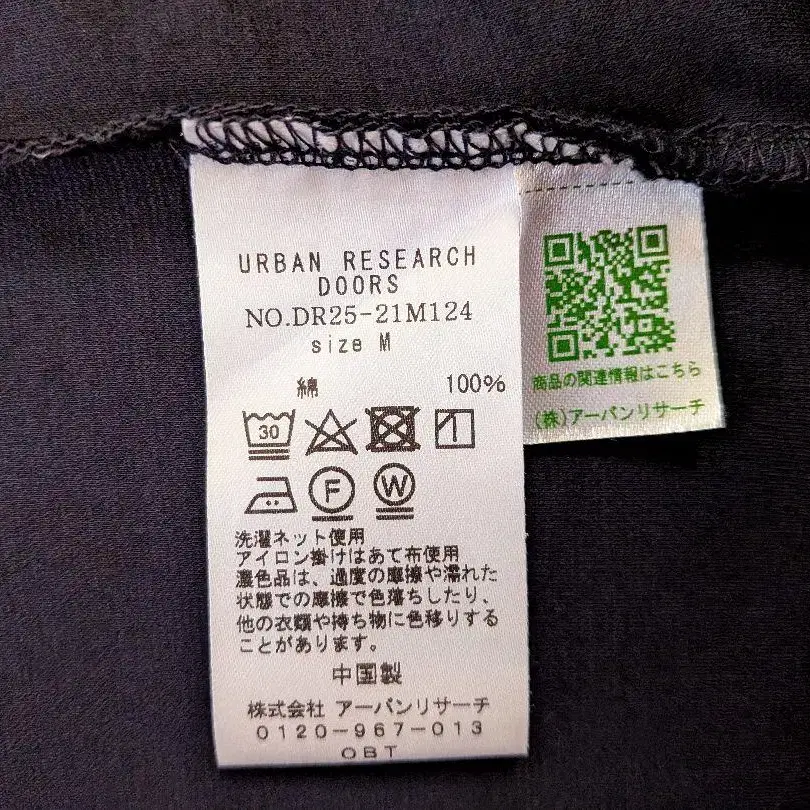 URBAN RESEARCH
DOORS
NO.DR25-21M124
size M
綿 100%
30
F W
洗濯ネット使用
アイロン掛けはあて布使用
濃色品は、過度の摩擦や濡れた
状態での摩擦で色落ちしたり、
他の衣類や持ち物に色移りする
ことがあります。
中国製
株式会社 アーバンリサーチ
0120-967-013
OBT
商品の関連情報はこちら
(株)アーバンリサーチ